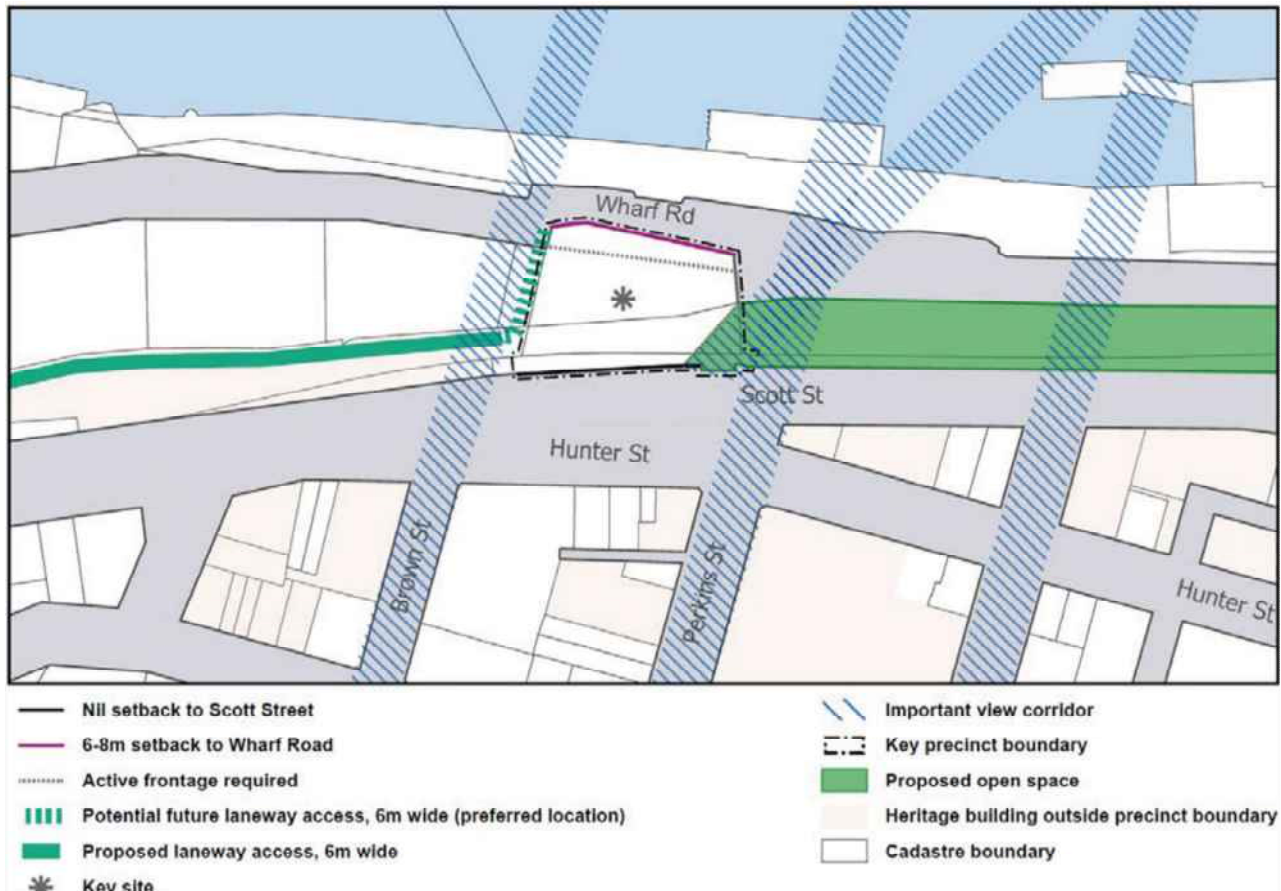 Wharf Rd
Scott St
Hunter St
Brown St
Perkins St
Hunter St
Nil setback to Scott Street
6-8m setback to Wharf Road
Active frontage required
Potential future laneway access, 6m wide (preferred location)
Proposed laneway access, 6m wide
Key site
Important view corridor
Key precinct boundary
Proposed open space
Heritage building outside precinct boundary
Cadastre boundary